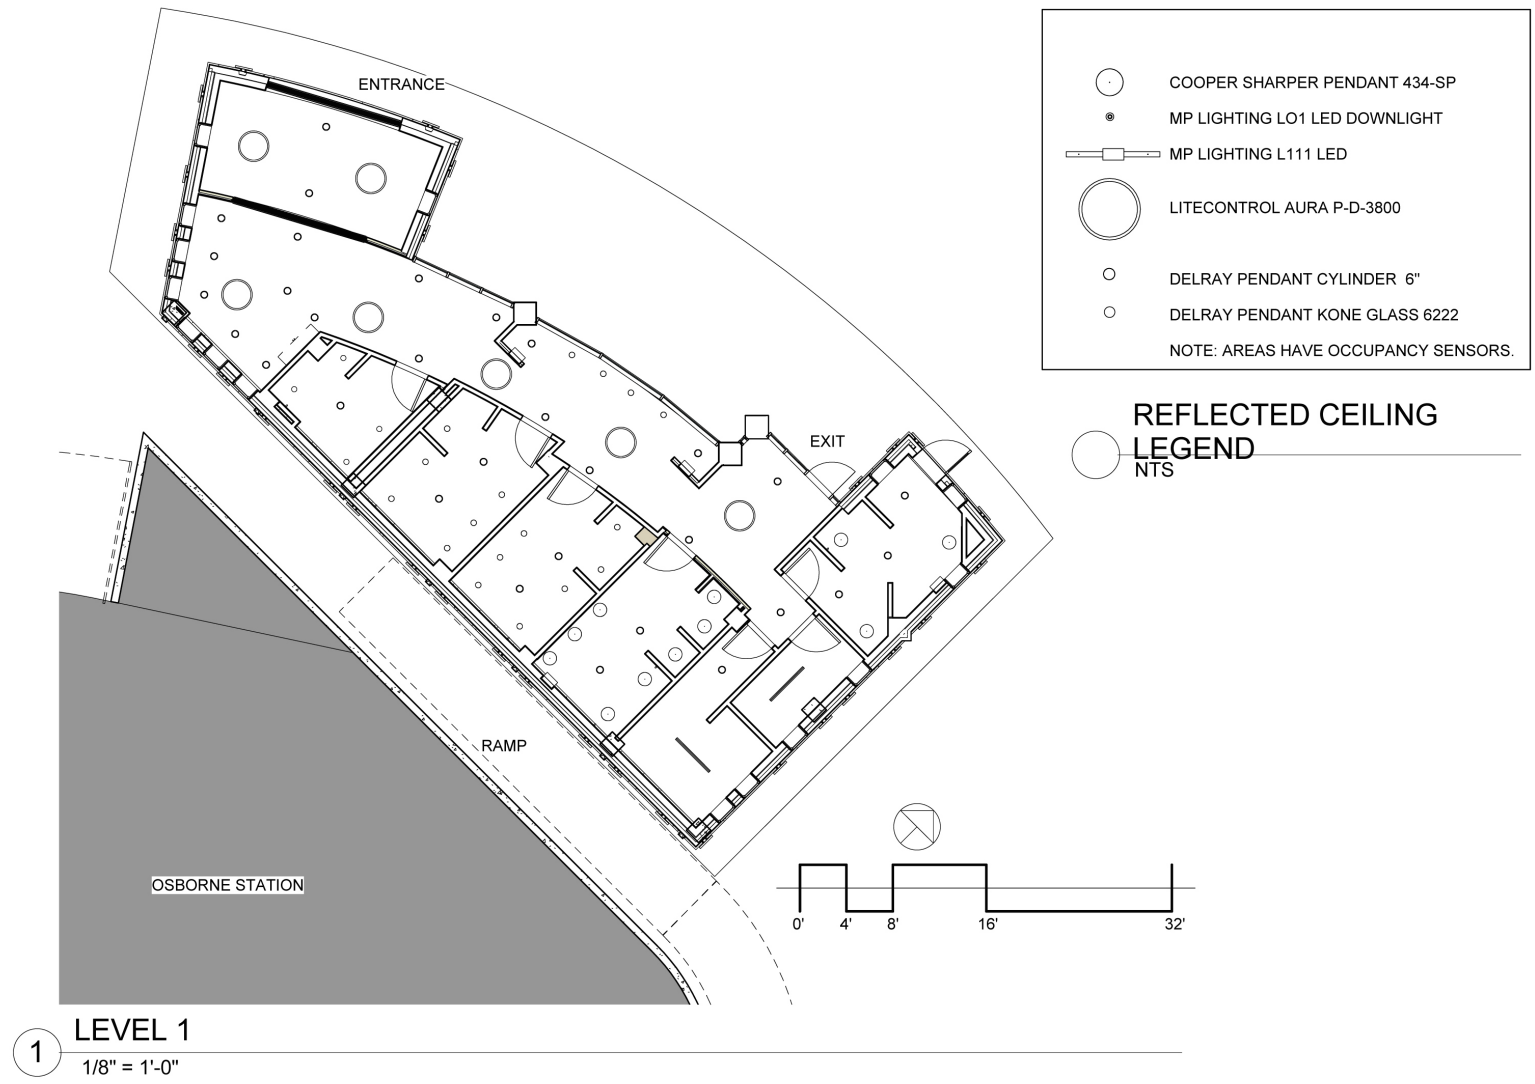 ENTRANCE
COOPER SHARPER PENDANT 434-SP
MP LIGHTING LO1 LED DOWNLIGHT
MP LIGHTING L111 LED
LITECONTROL AURA P-D-3800
DELRAY PENDANT CYLINDER 6"
DELRAY PENDANT KONE GLASS 6222
NOTE: AREAS HAVE OCCUPANCY SENSORS.
REFLECTED CEILING
LEGEND
NTS
EXIT
RAMP
OSBORNE STATION
0' 4' 8' 16' 32'
1
LEVEL 1
1/8" = 1'-0"